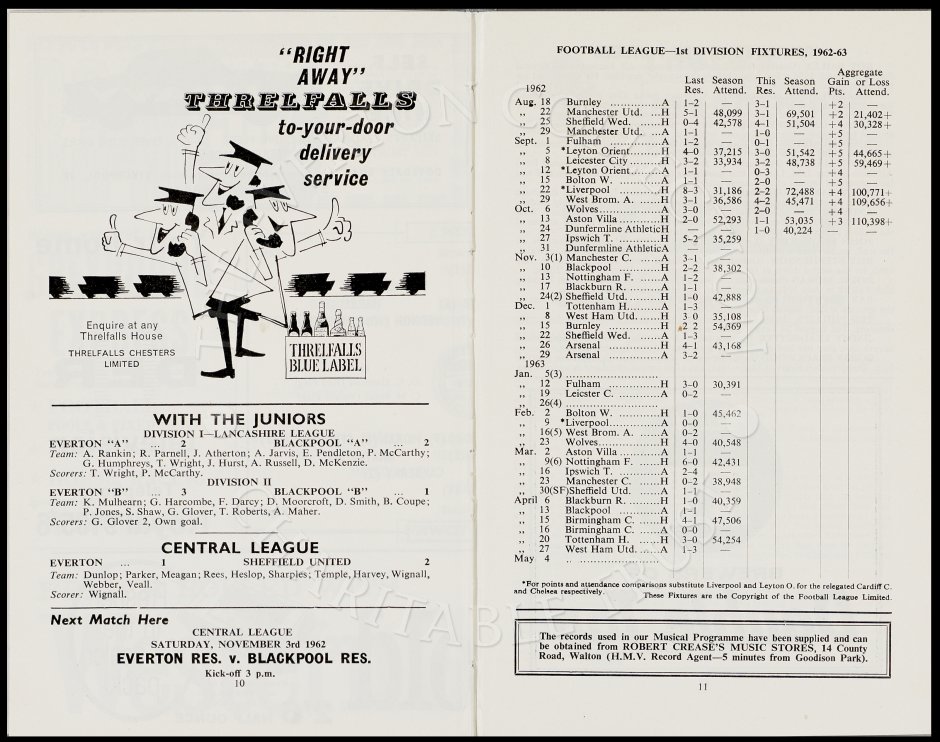 "RIGHT
AWAY"
THRELFALLS
to-your-door
delivery
service
Enquire at any
Threlfalls House
THRELFALLS CHESTERS
LIMITED
THRELFALLS
BLUE LABEL
WITH THE JUNIORS
DIVISION I—LANCASHIRE LEAGUE
EVERTON "A" ... 2 BLACKPOOL "A" ... 2
Team: A. Rankin; R. Parnell, J. Atherton; A. Jarvis, E. Pendleton, P. McCarthy;
G. Humphreys, T. Wright, J. Hurst, A. Russell, D. McKenzie.
Scorers: T. Wright, P. McCarthy.
DIVISION II
EVERTON "B" ... 3 BLACKPOOL "B" ... 1
Team: K. Mulhearn; G. Harcombe, F. Darcy; D. Moorcroft, D. Smith, B. Coupe;
P. Jones, S. Shaw, G. Glover, T. Roberts, A. Maher.
Scorers: G. Glover 2, Own goal.
CENTRAL LEAGUE
EVERTON ... 1 SHEFFIELD UNITED 2
Team: Dunlop; Parker, Meagan; Rees, Heslop, Sharples; Temple, Harvey, Wignall,
Webber, Veall.
Scorer: Wignall.
Next Match Here
CENTRAL LEAGUE
SATURDAY, NOVEMBER 3rd 1962
EVERTON RES. v. BLACKPOOL RES.
Kick-off 3 p.m.
10
FOOTBALL LEAGUE—1st DIVISION FIXTURES, 1962-63
Aggregate
Last Season This Season Gain or Loss
1962 Res. Attend. Res. Attend. Pts. Attend.
Aug. 18 Burnley ...............A 1–2 — 3–1 — +2 —
,, 22 Manchester Utd. ...H 5–1 48,099 3–1 69,501 +2 21,402+
,, 25 Sheffield Wed. ......H 0–4 42,578 4–1 51,504 +4 30,328+
,, 29 Manchester Utd. ...A 1–1 — 1–0 — +5 —
Sept. 1 Fulham ...............A 1–2 — 0–1 — +5 —
,, 5 *Leyton Orient.........H 4–0 37,215 3–0 51,542 +5 44,665+
,, 8 Leicester City .........H 3–2 33,934 3–2 48,738 +5 59,469+
,, 12 *Leyton Orient.........A 1–1 — 0–3 — +4 —
,, 15 Bolton W. ............A 1–1 — 2–0 — +5 —
,, 22 *Liverpool ............H 8–3 31,186 2–2 72,488 +4 100,771+
,, 29 West Brom. A. ......H 3–1 36,586 4–2 45,471 +4 109,656+
Oct. 6 Wolves...............A 3–0 — 2–0 — +4 —
,, 13 Aston Villa ............H 2–0 52,293 1–1 53,035 +3 110,398+
,, 24 Dunfermline AthleticH — — 1–0 40,224 — —
,, 27 Ipswich T. ............H 5–2 35,259
,, 31 Dunfermline AthleticA — —
Nov. 3(1) Manchester C. ......A 3–1 —
,, 10 Blackpool ............H 2–2 38,302
,, 13 Nottingham F. ......A 1–2 —
,, 17 Blackburn R. .........A 1–1 —
,, 24(2) Sheffield Utd.........H 1–0 42,888
Dec. 1 Tottenham H..........A 1–3 —
,, 8 West Ham Utd.......H 3–0 35,108
,, 15 Burney ...............H 2–2 54,369
,, 22 Sheffield Wed. ......A 1–3 —
,, 26 Arsenal ...............H 4–1 43,168
,, 29 Arsenal ...............A 3–2 —
1963
Jan. 5(3) ..............................
,, 12 Fulham ...............H 3–0 30,391
,, 19 Leicster C. ............A 0–2 —
,, 26(4) ..............................
Feb. 2 Bolton W. ............H 1–0 45,462
,, 9 *Liverpool............A 0–0 —
,, 16(5) West Brom. A. ......A 0–2 —
,, 23 Wolves...............H 4–0 40,548
Mar. 2 Aston Villa ............A 1–1 —
,, 9(6) Nottingham F. ......H 6–0 42,431
,, 16 Ipswich T. ............A 2–4 —
,, 23 Manchester C. ......H 0–2 38,948
,, 30(SF)Sheffield Utd. ......A 1–1 —
April 6 Blackburn R. .........H 1–0 40,359
,, 13 Blackpool ............A 1–1 —
,, 15 Birmingham C. ......H 4–1 47,506
,, 16 Birmingham C. ......A 0–0 —
,, 20 Tottenham H. ......H 3–0 54,254
,, 27 West Ham Utd.......A 1–3 —
May 4 ..............................
*For points and attendance comparisons substitute Liverpool and Leyton O. for the relegated Cardiff C.
and Chelsea respectively. These Fixtures are the Copyright of the Football League Limited.
The records used in our Musical Programme have been supplied and can
be obtained from ROBERT CREASE'S MUSIC STORES, 14 County
Road, Walton (H.M.V. Record Agent—5 minutes from Goodison Park).
11